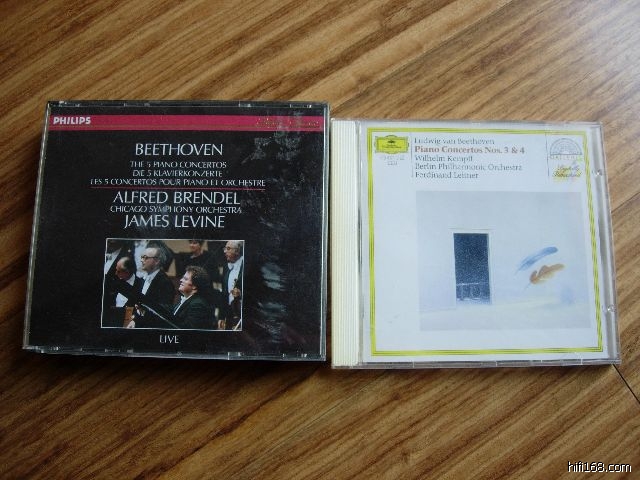 PHILIPS
BEETHOVEN
THE 5 PIANO CONCERTOS
DIE 5 KLAVIERKONZERTE
LES 5 CONCERTOS POUR PIANO ET ORCHESTRE
ALFRED BRENDEL
CHICAGO SYMPHONY ORCHESTRA
JAMES LEVINE
LIVE
Ludwig van Beethoven
Piano Concertos Nos. 3 & 4
Wilhelm Kempff
Berlin Philharmonic Orchestra
Ferdinand Leitner
hifi168.com